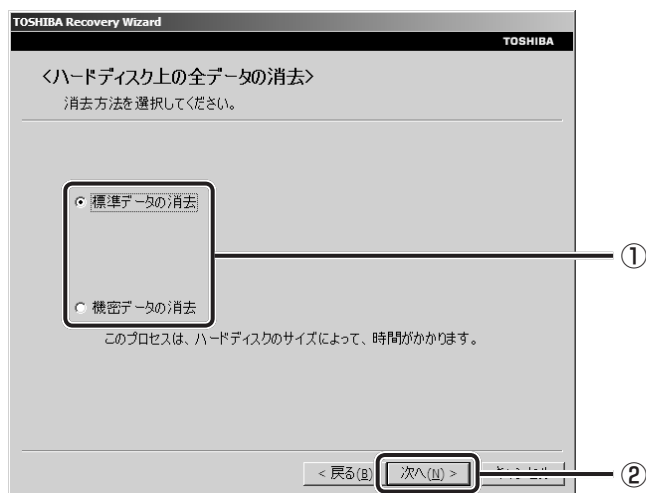 TOSHIBA Recovery Wizard
TOSHIBA
<ハードディスク上の全データの消去>
消去方法を選択してください。
標準データの消去
①
機密データの消去
このプロセスは、ハードディスクのサイズによって、時間がかかります。
< 戻る(B) 次へ(N) >
②